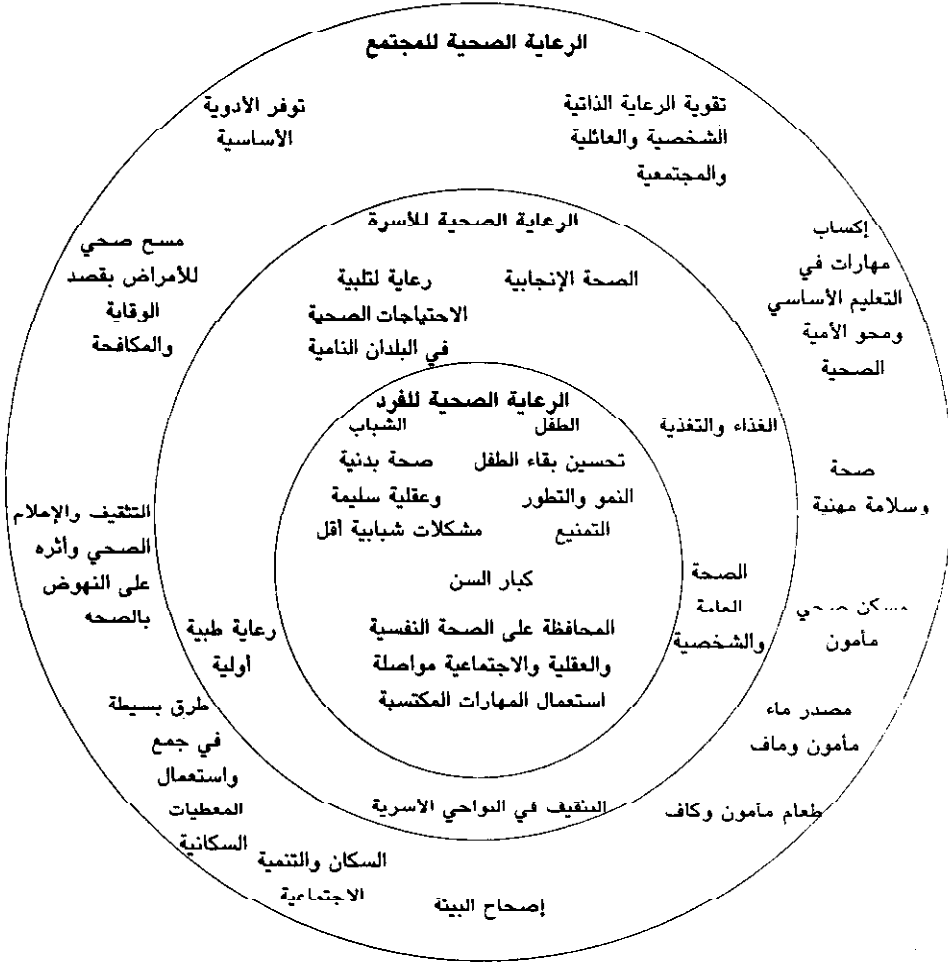 الرعاية الصحية للمجتمع
تقوية الرعاية الذاتية
الشخصية والعائلية
والمجتمعية
توفر الأدوية
الأساسية
إكساب
مهارات في
التعليم الأساسي
ومحو الأمية
الصحية
مسح صحي
للأمراض بقصد
الوقاية
والمكافحة
صحة
وسلامة مهنية
التثقيف والإعلام
الصحي وأثره
على النهوض
بالصحه
مسكن صحي
مأمون
مصدر ماء
مأمون وماف
طعام مأمون وكاف
طرق بسيطة
في جمع
واستعمال
المعطيات
السكانية
السكان والتنمية
الاجتماعية
إصحاح البيئة
الرعاية الصحية للأسرة
الصحة الإنجابية
رعاية لتلبية
الاحتياجات الصحية
في البلدان النامية
الغذاء والتغذية
الصحة
العامة
والشخصية
رعاية طبية
أولية
التثقيف في النواحي الأسرية
الرعاية الصحية للفرد
الطفل
تحسين بقاء الطفل
النمو والتطور
التمنيع
الشباب
صحة بدنية
وعقلية سليمة
مشكلات شبابية أقل
كبار السن
المحافظة على الصحة النفسية
والعقلية والاجتماعية مواصلة
استعمال المهارات المكتسبة